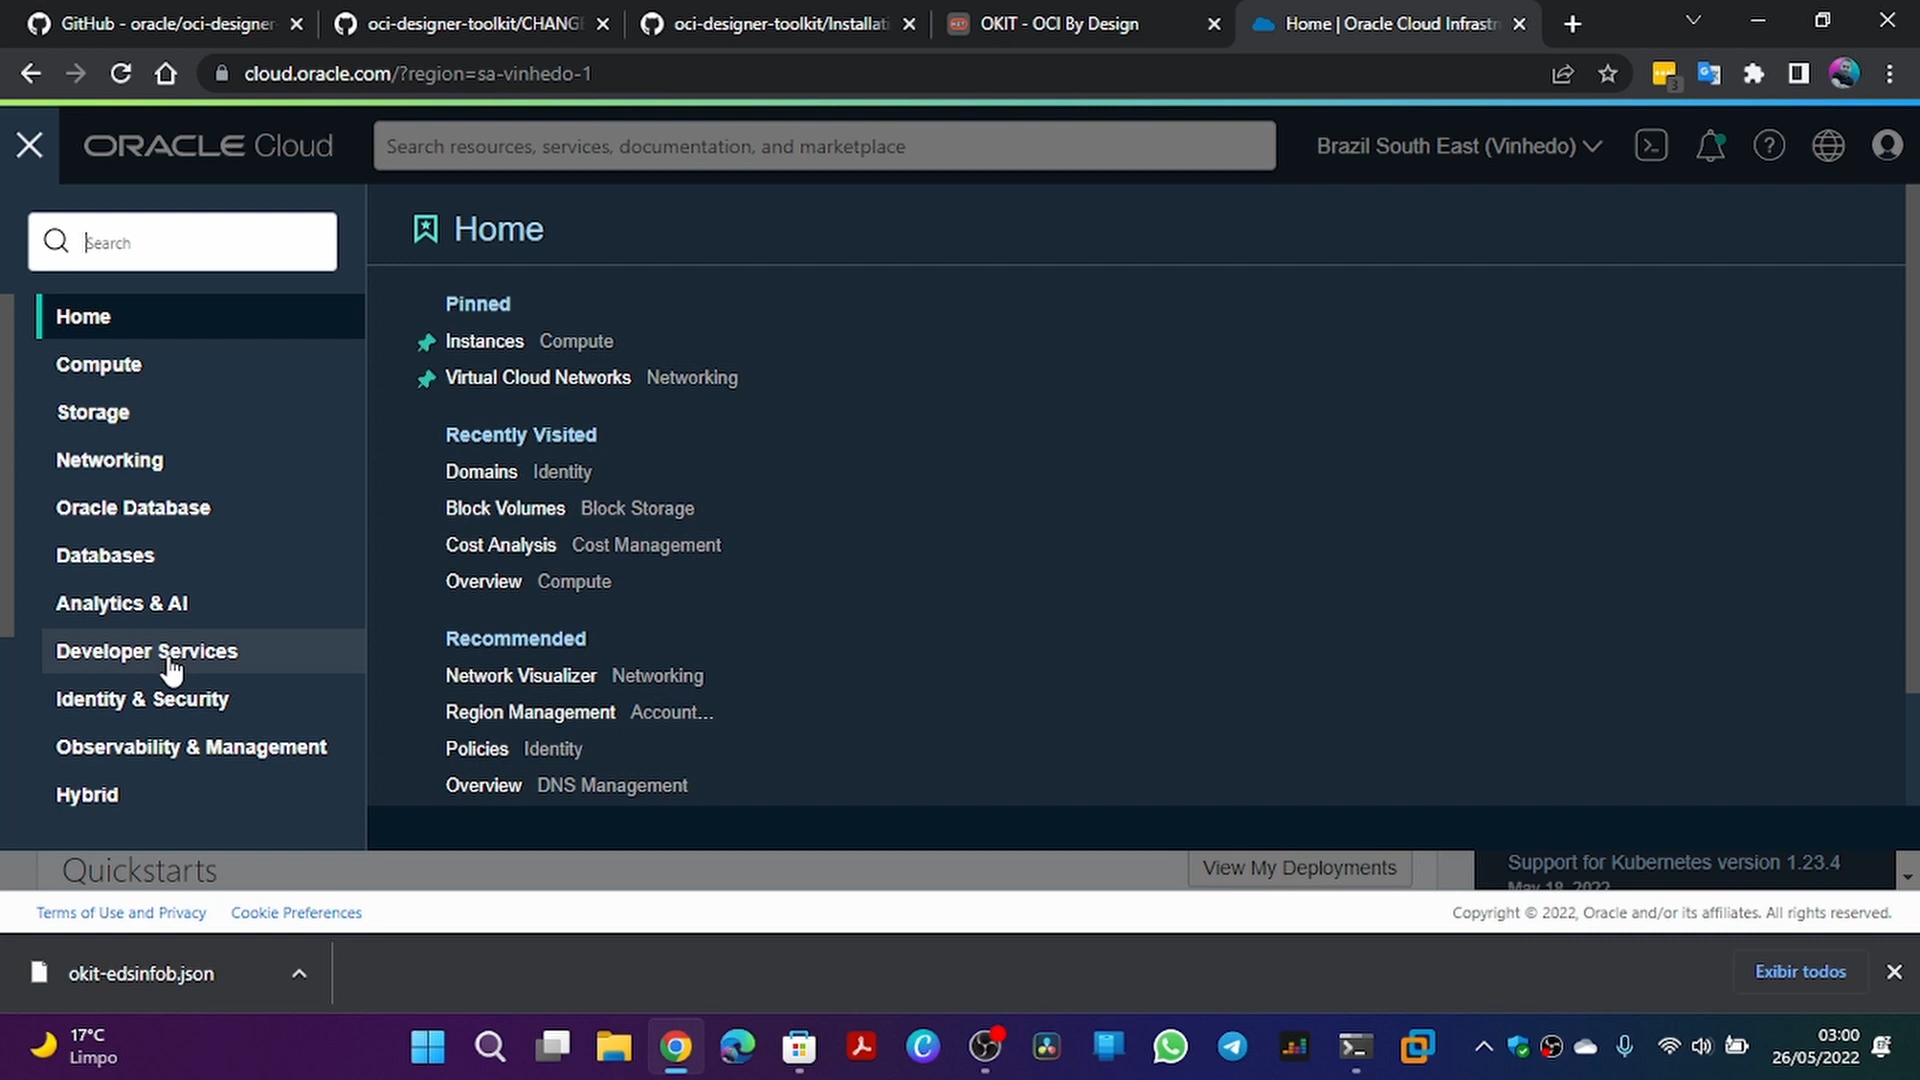 GitHub - oracle/oci-designer
oci-designer-toolkit/CHANGE
oci-designer-toolkit/Installati
OKIT - OCI By Design
Home | Oracle Cloud Infrastr
cloud.oracle.com/?region=sa-vinhedo-1
3
ORACLE Cloud
Search resources, services, documentation, and marketplace
Brazil South East (Vinhedo)
Search
Home
Compute
Storage
Networking
Oracle Database
Databases
Analytics & AI
Developer Services
Identity & Security
Observability & Management
Hybrid
Home
Pinned
Instances Compute
Virtual Cloud Networks Networking
Recently Visited
Domains Identity
Block Volumes Block Storage
Cost Analysis Cost Management
Overview Compute
Recommended
Network Visualizer Networking
Region Management Account...
Policies Identity
Overview DNS Management
Quickstarts
View My Deployments
Support for Kubernetes version 1.23.4
May 18, 2022
Terms of Use and Privacy Cookie Preferences
Copyright © 2022, Oracle and/or its affiliates. All rights reserved.
okit-edsinfob.json
Exibir todos
17°C
Limpo
03:00
26/05/2022